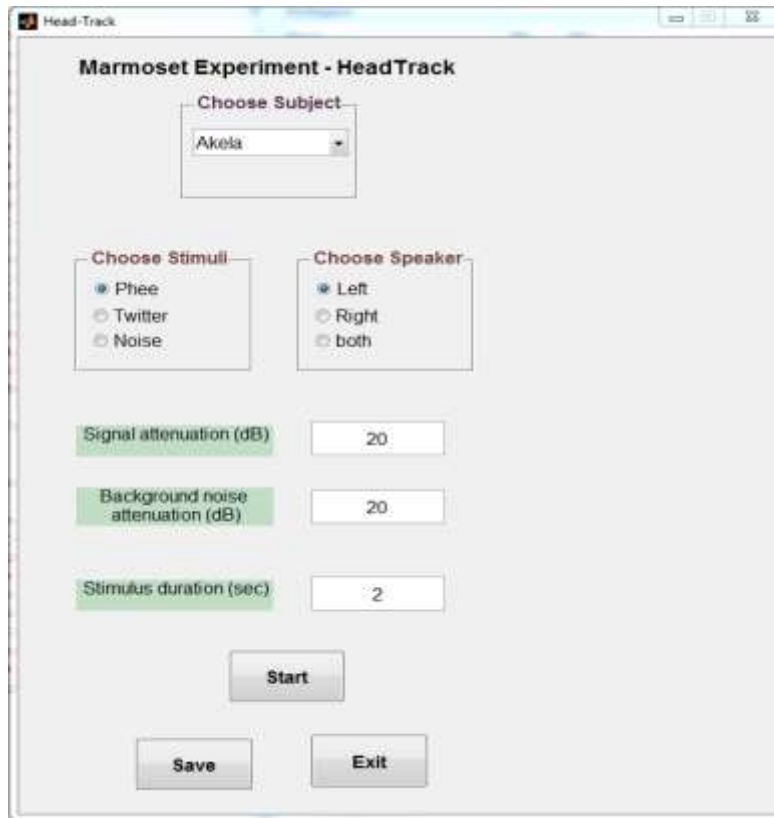 Head-Track
Marmoset Experiment - HeadTrack
Choose Subject
Akela
Choose Stimuli
Phee
Twitter
Noise
Choose Speaker
Left
Right
both
Signal attenuation (dB)
20
Background noise
attenuation (dB)
20
Stimulus duration (sec)
2
Start
Save
Exit